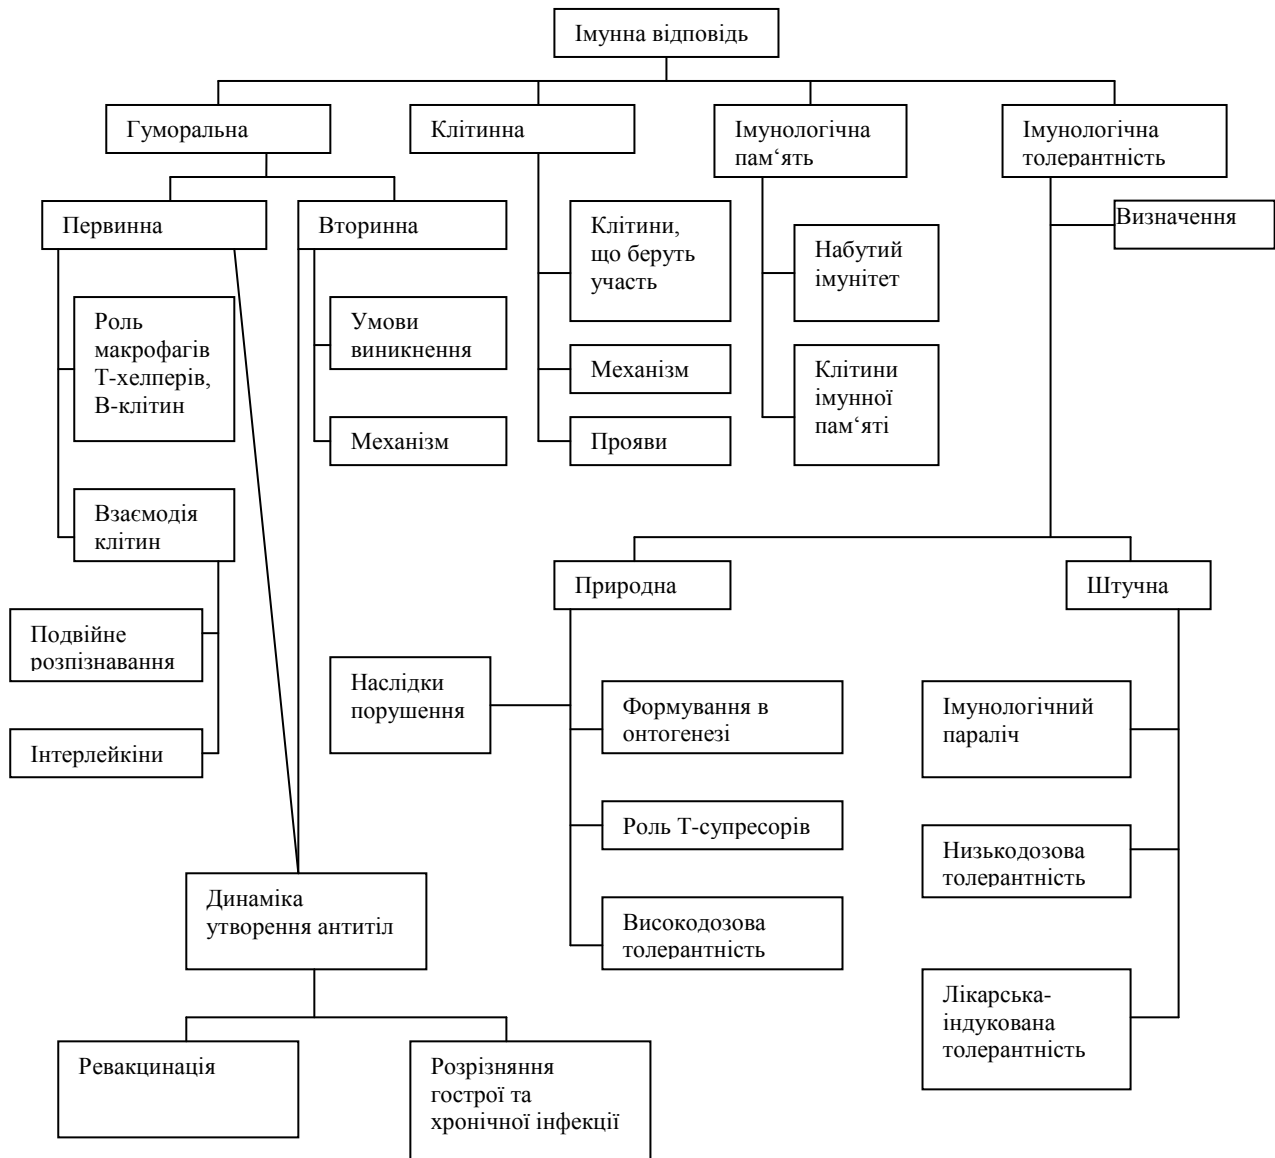 Імунна відповідь
Гуморальна
Клітинна
Імунологічна
пам‘ять
Імунологічна
толерантність
Первинна
Вторинна
Клітини,
що беруть
участь
Набутий
імунітет
Визначення
Роль
макрофагів
Т-хелперів,
В-клітин
Умови
виникнення
Механізм
Клітини
імунної
пам‘яті
Механізм
Прояви
Взаємодія
клітин
Природна
Штучна
Подвійне
розпізнавання
Наслідки
порушення
Формування в
онтогенезі
Імунологічний
параліч
Інтерлейкіни
Роль Т-супресорів
Низькодозова
толерантність
Динаміка
утворення антитіл
Високодозова
толерантність
Лікарська-
індукована
толерантність
Ревакцинація
Розрізняння
гострої та
хронічної інфекції